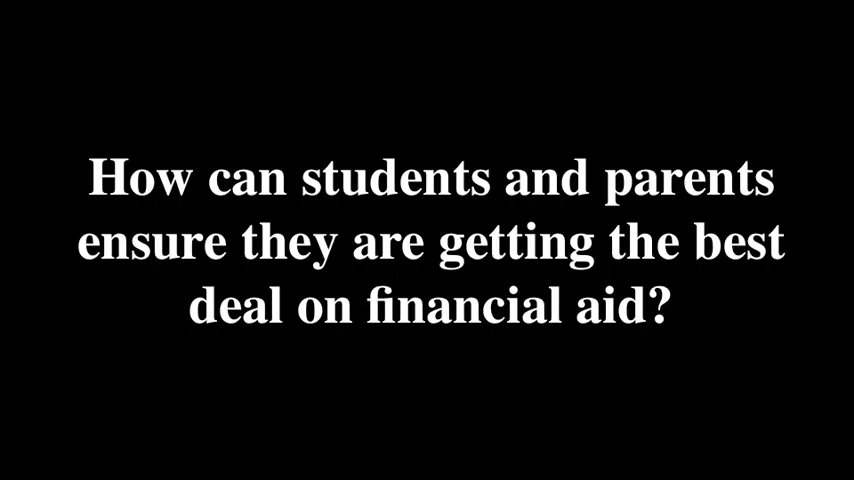 How can students and parents
ensure they are getting the best
deal on financial aid?